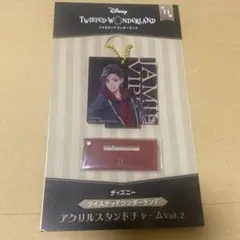 Disney
TWISTED-WONDERLAND
ツイステッドワンダーランド
11
JAMIL
VIPER
ディズニー
ツイステッドワンダーランド
アクリルスタンドチャームVol.2